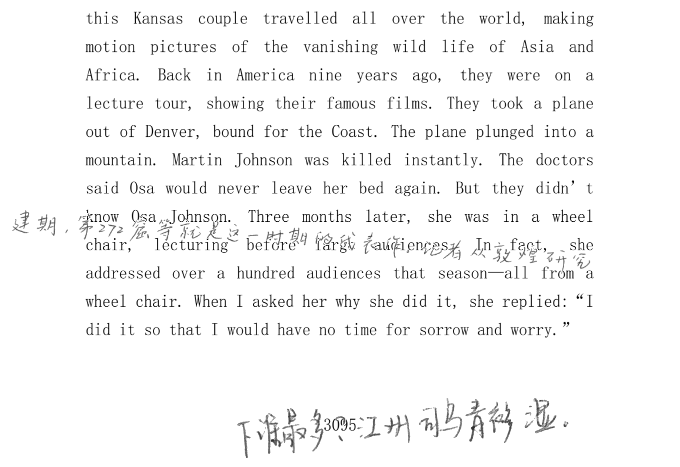 this Kansas couple travelled all over the world, making
motion pictures of the vanishing wild life of Asia and
Africa. Back in America nine years ago, they were on a
lecture tour, showing their famous films. They took a plane
out of Denver, bound for the Coast. The plane plunged into a
mountain. Martin Johnson was killed instantly. The doctors
said Osa would never leave her bed again. But they didn’t
know Osa Johnson. Three months later, she was in a wheel
建期，第272窟等就是这一时期的代表作，记者从敦煌研究
chair, lecturing before large audiences. In fact, she
addressed over a hundred audiences that season—all from a
wheel chair. When I asked her why she did it, she replied:“I
did it so that I would have no time for sorrow and worry.”
下谁最多？江州司马青衫湿。
3095